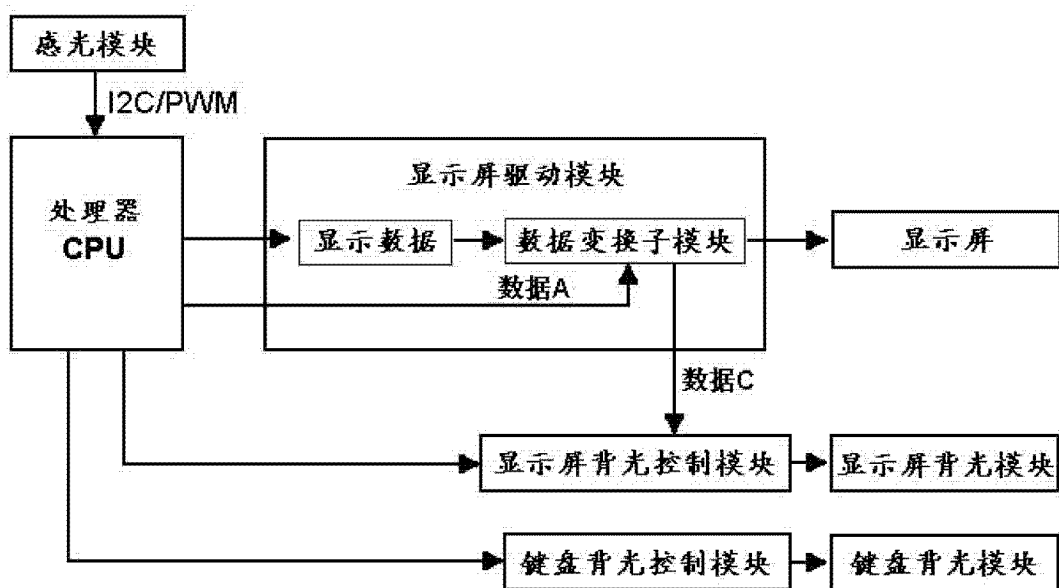 感光模块
I2C/PWM
处理器
CPU
显示屏驱动模块
显示数据
数据变换子模块
显示屏
数据A
数据C
显示屏背光控制模块
显示屏背光模块
键盘背光控制模块
键盘背光模块